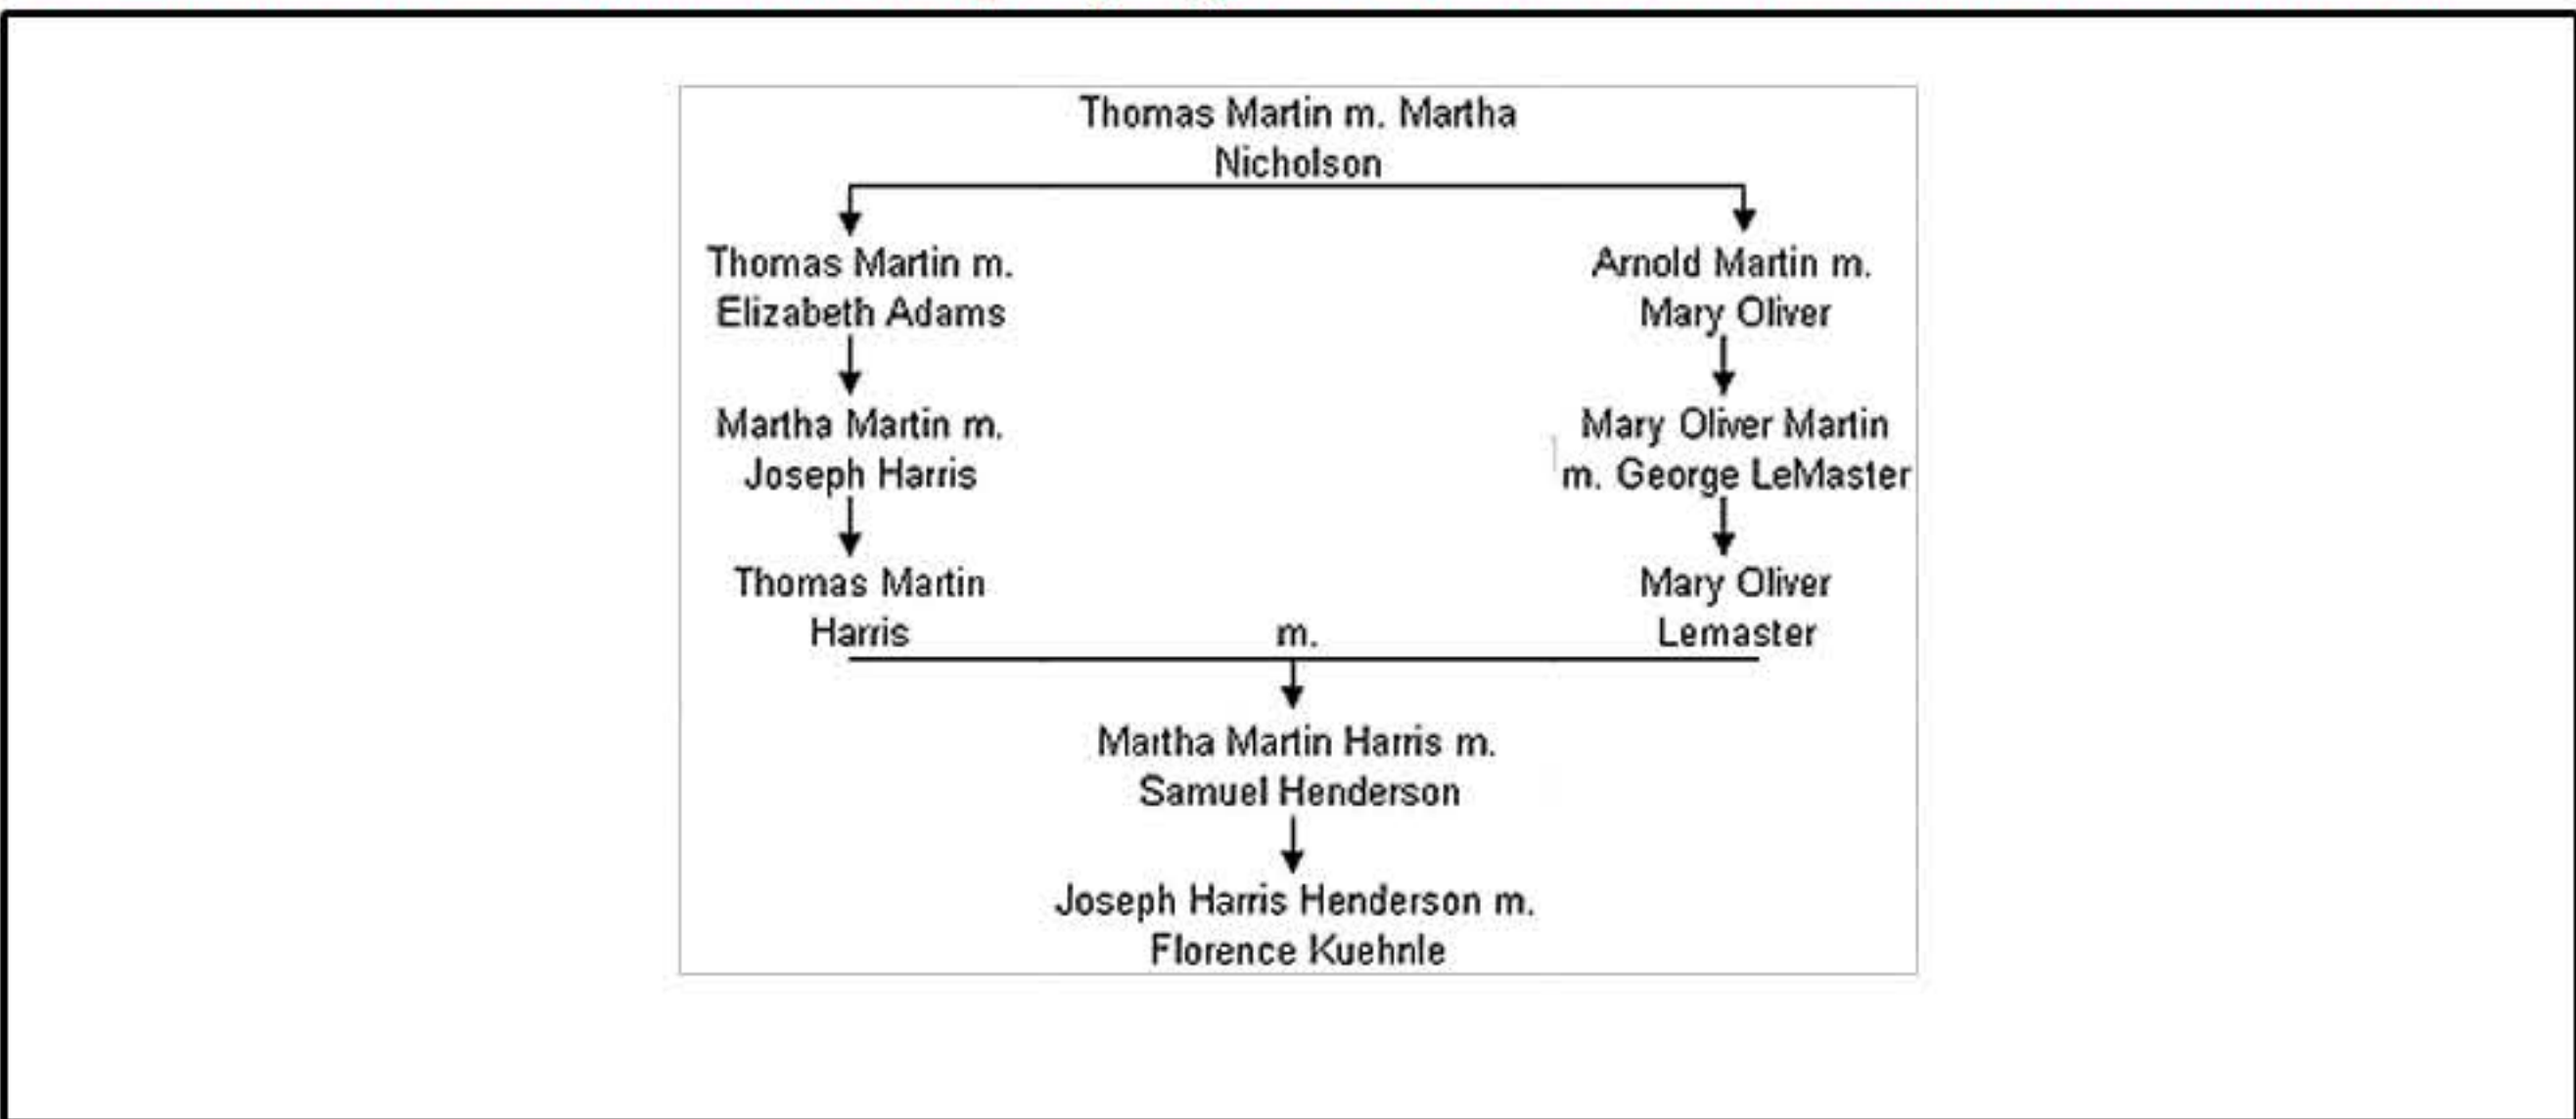 Thomas Martin m. Martha
Nicholson
Thomas Martin m.
Elizabeth Adams
Arnold Martin m.
Mary Oliver
Martha Martin m.
Joseph Harris
Mary Oliver Martin
m. George LeMaster
Thomas Martin
Harris
m.
Mary Oliver
Lemaster
Martha Martin Harris m.
Samuel Henderson
Joseph Harris Henderson m.
Florence Kuehnle